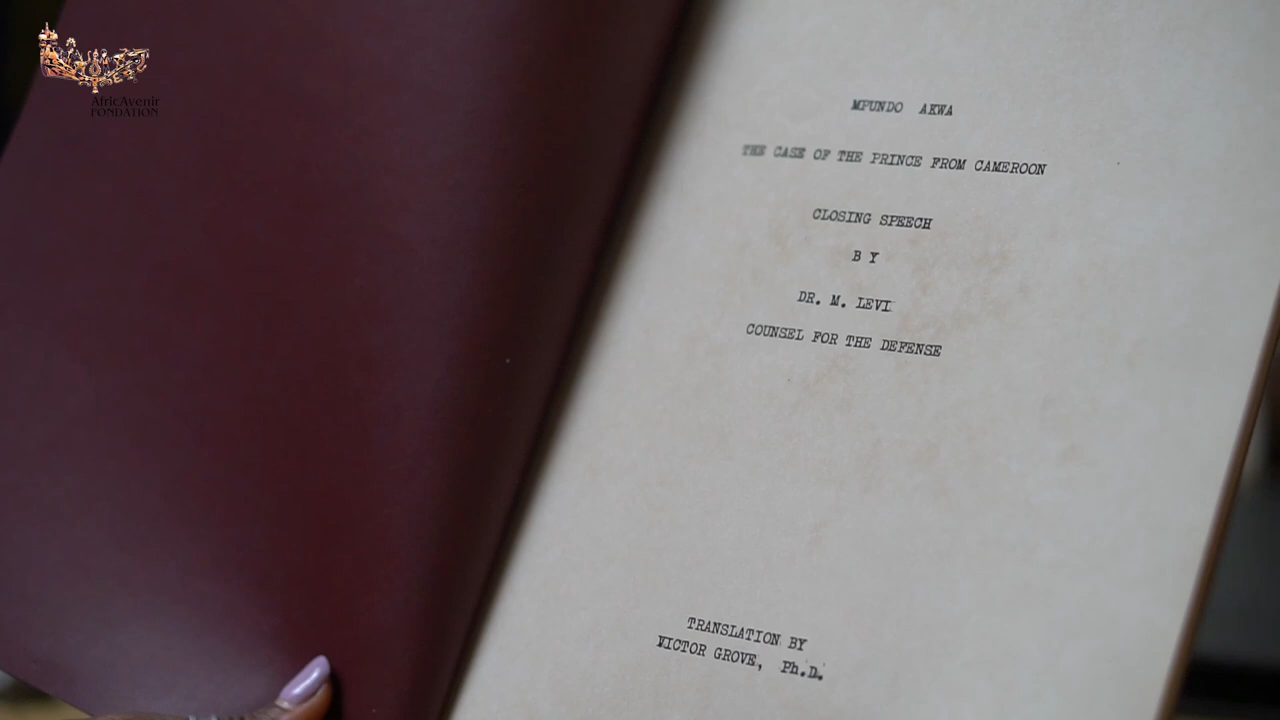 AfricAvenir
FONDATION
MPUNDO AKWA
THE CASE OF THE PRINCE FROM CAMEROON
CLOSING SPEECH
B Y
DR. M. LEVI
COUNSEL FOR THE DEFENSE
TRANSLATION BY
VICTOR GROVE, Ph.D.